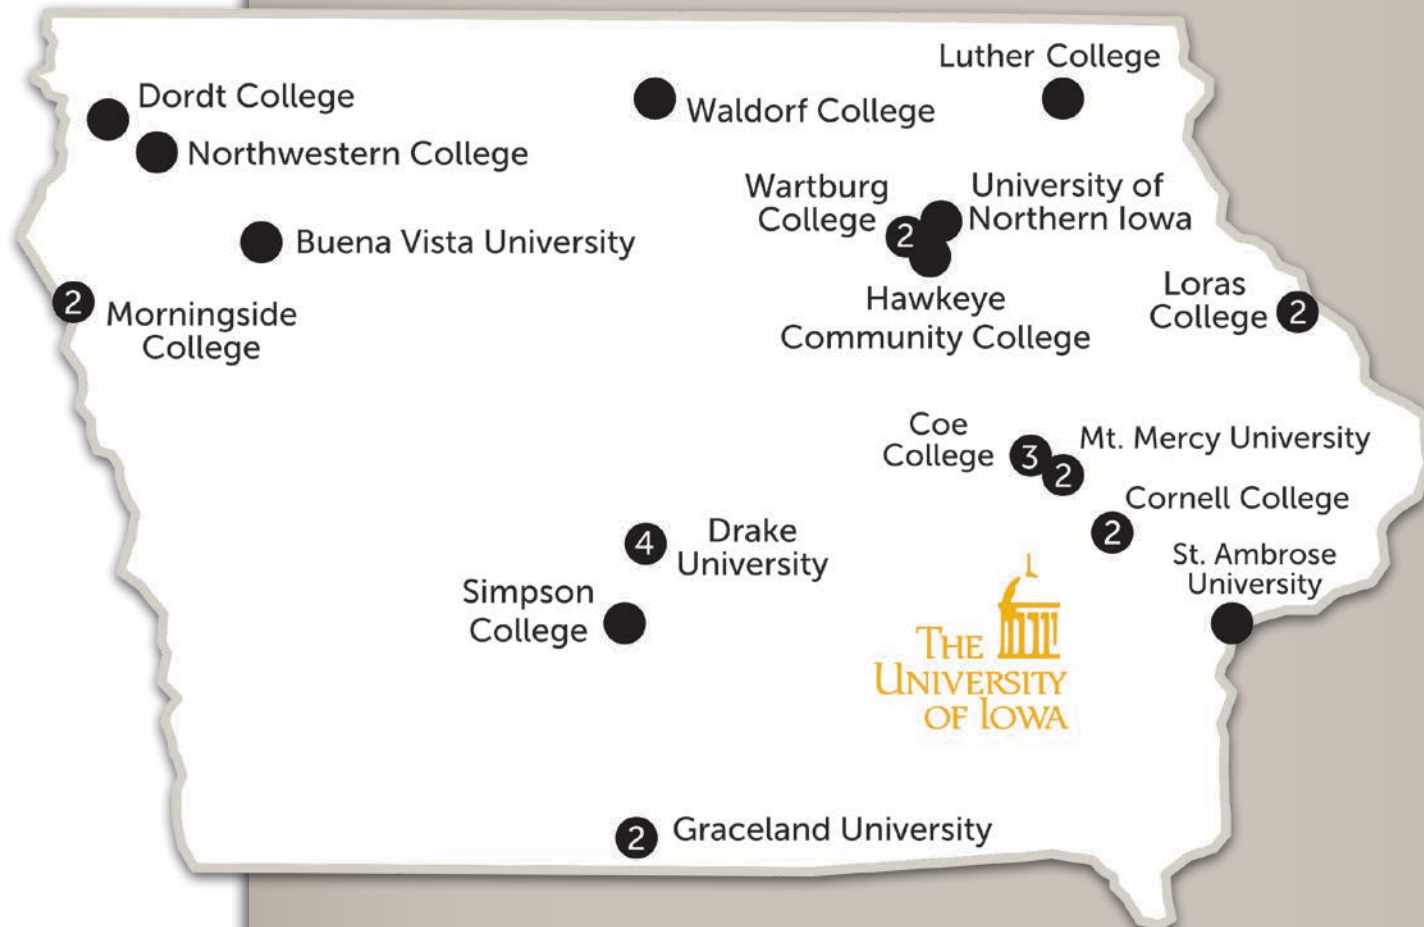 Luther College
Dordt College
Waldorf College
Northwestern College
Wartburg
College
2
University of
Northern Iowa
Buena Vista University
Hawkeye
Community College
2
Morningside
College
Loras
College
2
Coe
College
3
Mt. Mercy University
2
Cornell College
2
4
Drake
University
St. Ambrose
University
Simpson
College
THE
UNIVERSITY
OF IOWA
2
Graceland University